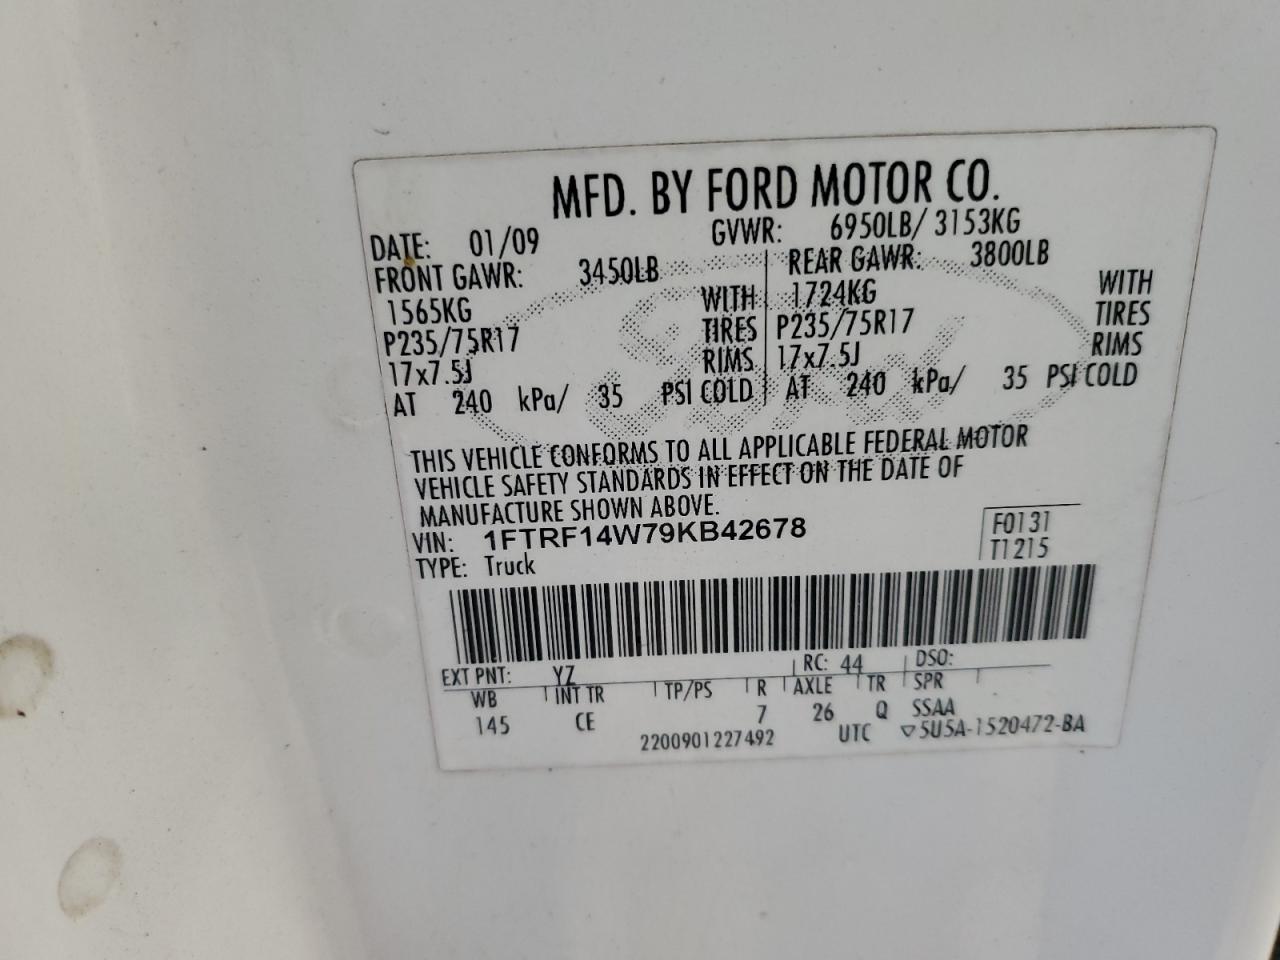 MFD. BY FORD MOTOR CO.
DATE: 01/09 GVWR: 6950LB/ 3153KG
FRONT GAWR: 3450LB REAR GAWR: 3800LB
1565KG WITH 1724KG WITH
P235/75R17 TIRES P235/75R17 TIRES
17x7.5J RIMS 17x7.5J RIMS
AT 240 kPa/ 35 PSI COLD AT 240 kPa/ 35 PSI COLD
THIS VEHICLE CONFORMS TO ALL APPLICABLE FEDERAL MOTOR
VEHICLE SAFETY STANDARDS IN EFFECT ON THE DATE OF
MANUFACTURE SHOWN ABOVE.
VIN: 1FTRF14W79KB42678 F0131
TYPE: Truck T1215
EXT PNT: YZ RC: 44 DSO:
WB INT TR TP/PS R AXLE TR SPR
145 CE 7 26 Q SSAA
2200901227492 UTC ▽5U5A-1520472-BA